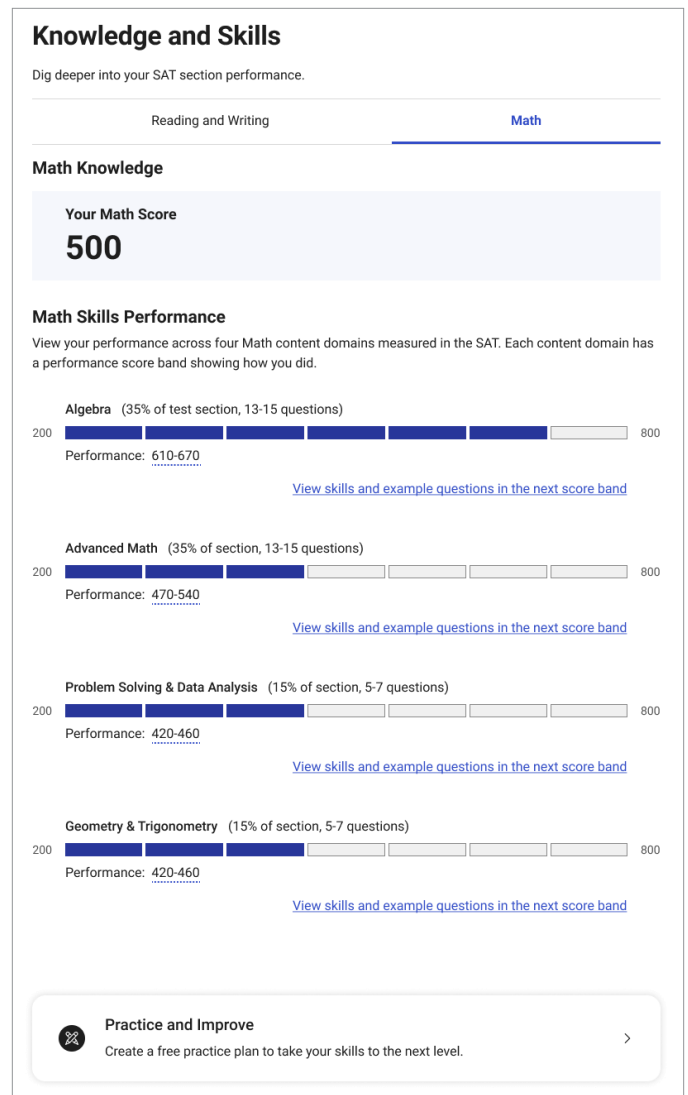 Knowledge and Skills
Dig deeper into your SAT section performance.
Reading and Writing
Math
Math Knowledge
Your Math Score
500
Math Skills Performance
View your performance across four Math content domains measured in the SAT. Each content domain has
a performance score band showing how you did.
Algebra (35% of test section, 13-15 questions)
200 800
Performance: 610-670
View skills and example questions in the next score band
Advanced Math (35% of section, 13-15 questions)
200 800
Performance: 470-540
View skills and example questions in the next score band
Problem Solving & Data Analysis (15% of section, 5-7 questions)
200 800
Performance: 420-460
View skills and example questions in the next score band
Geometry & Trigonometry (15% of section, 5-7 questions)
200 800
Performance: 420-460
View skills and example questions in the next score band
Practice and Improve
Create a free practice plan to take your skills to the next level.